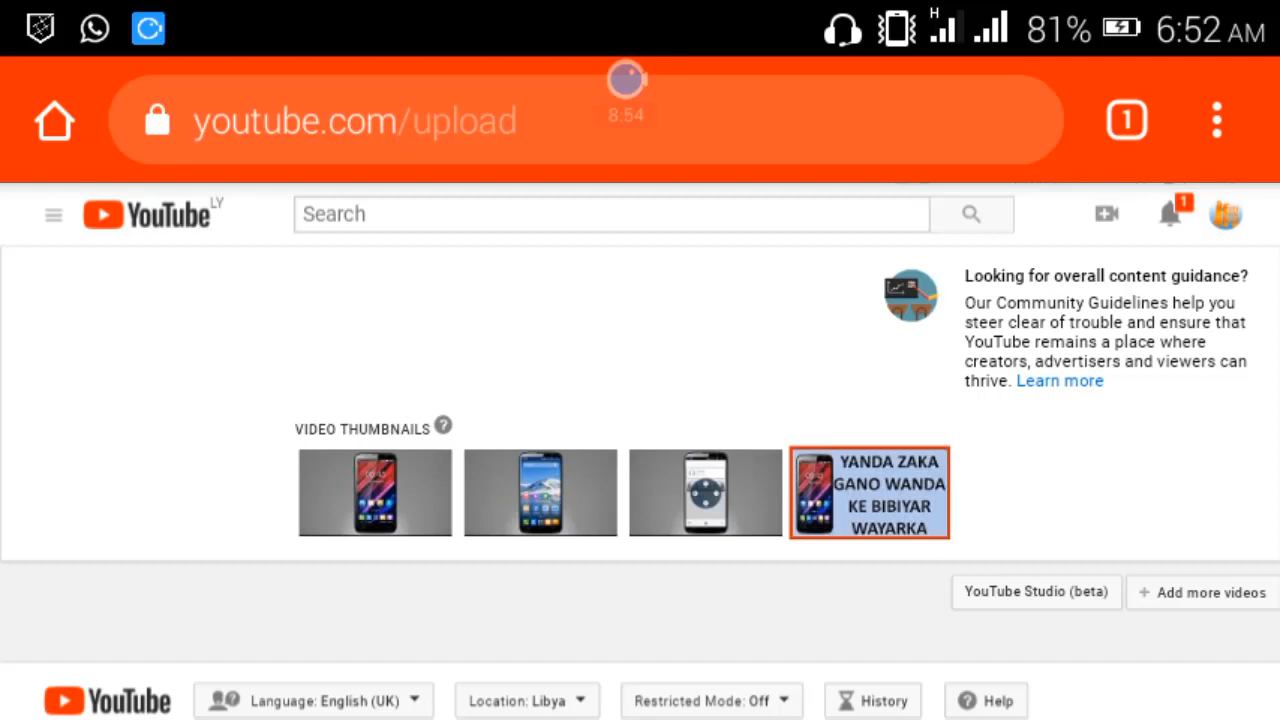 H 81% 6:52 AM
youtube.com/upload
8.54
1
YouTube LY
Search
1
Looking for overall content guidance?
Our Community Guidelines help you
steer clear of trouble and ensure that
YouTube remains a place where
creators, advertisers and viewers can
thrive. Learn more
VIDEO THUMBNAILS ?
YANDA ZAKA
GANO WANDA
KE BIBIYAR
WAYARKA
YouTube Studio (beta)
+ Add more videos
YouTube
Language: English (UK)
Location: Libya
Restricted Mode: Off
History
Help